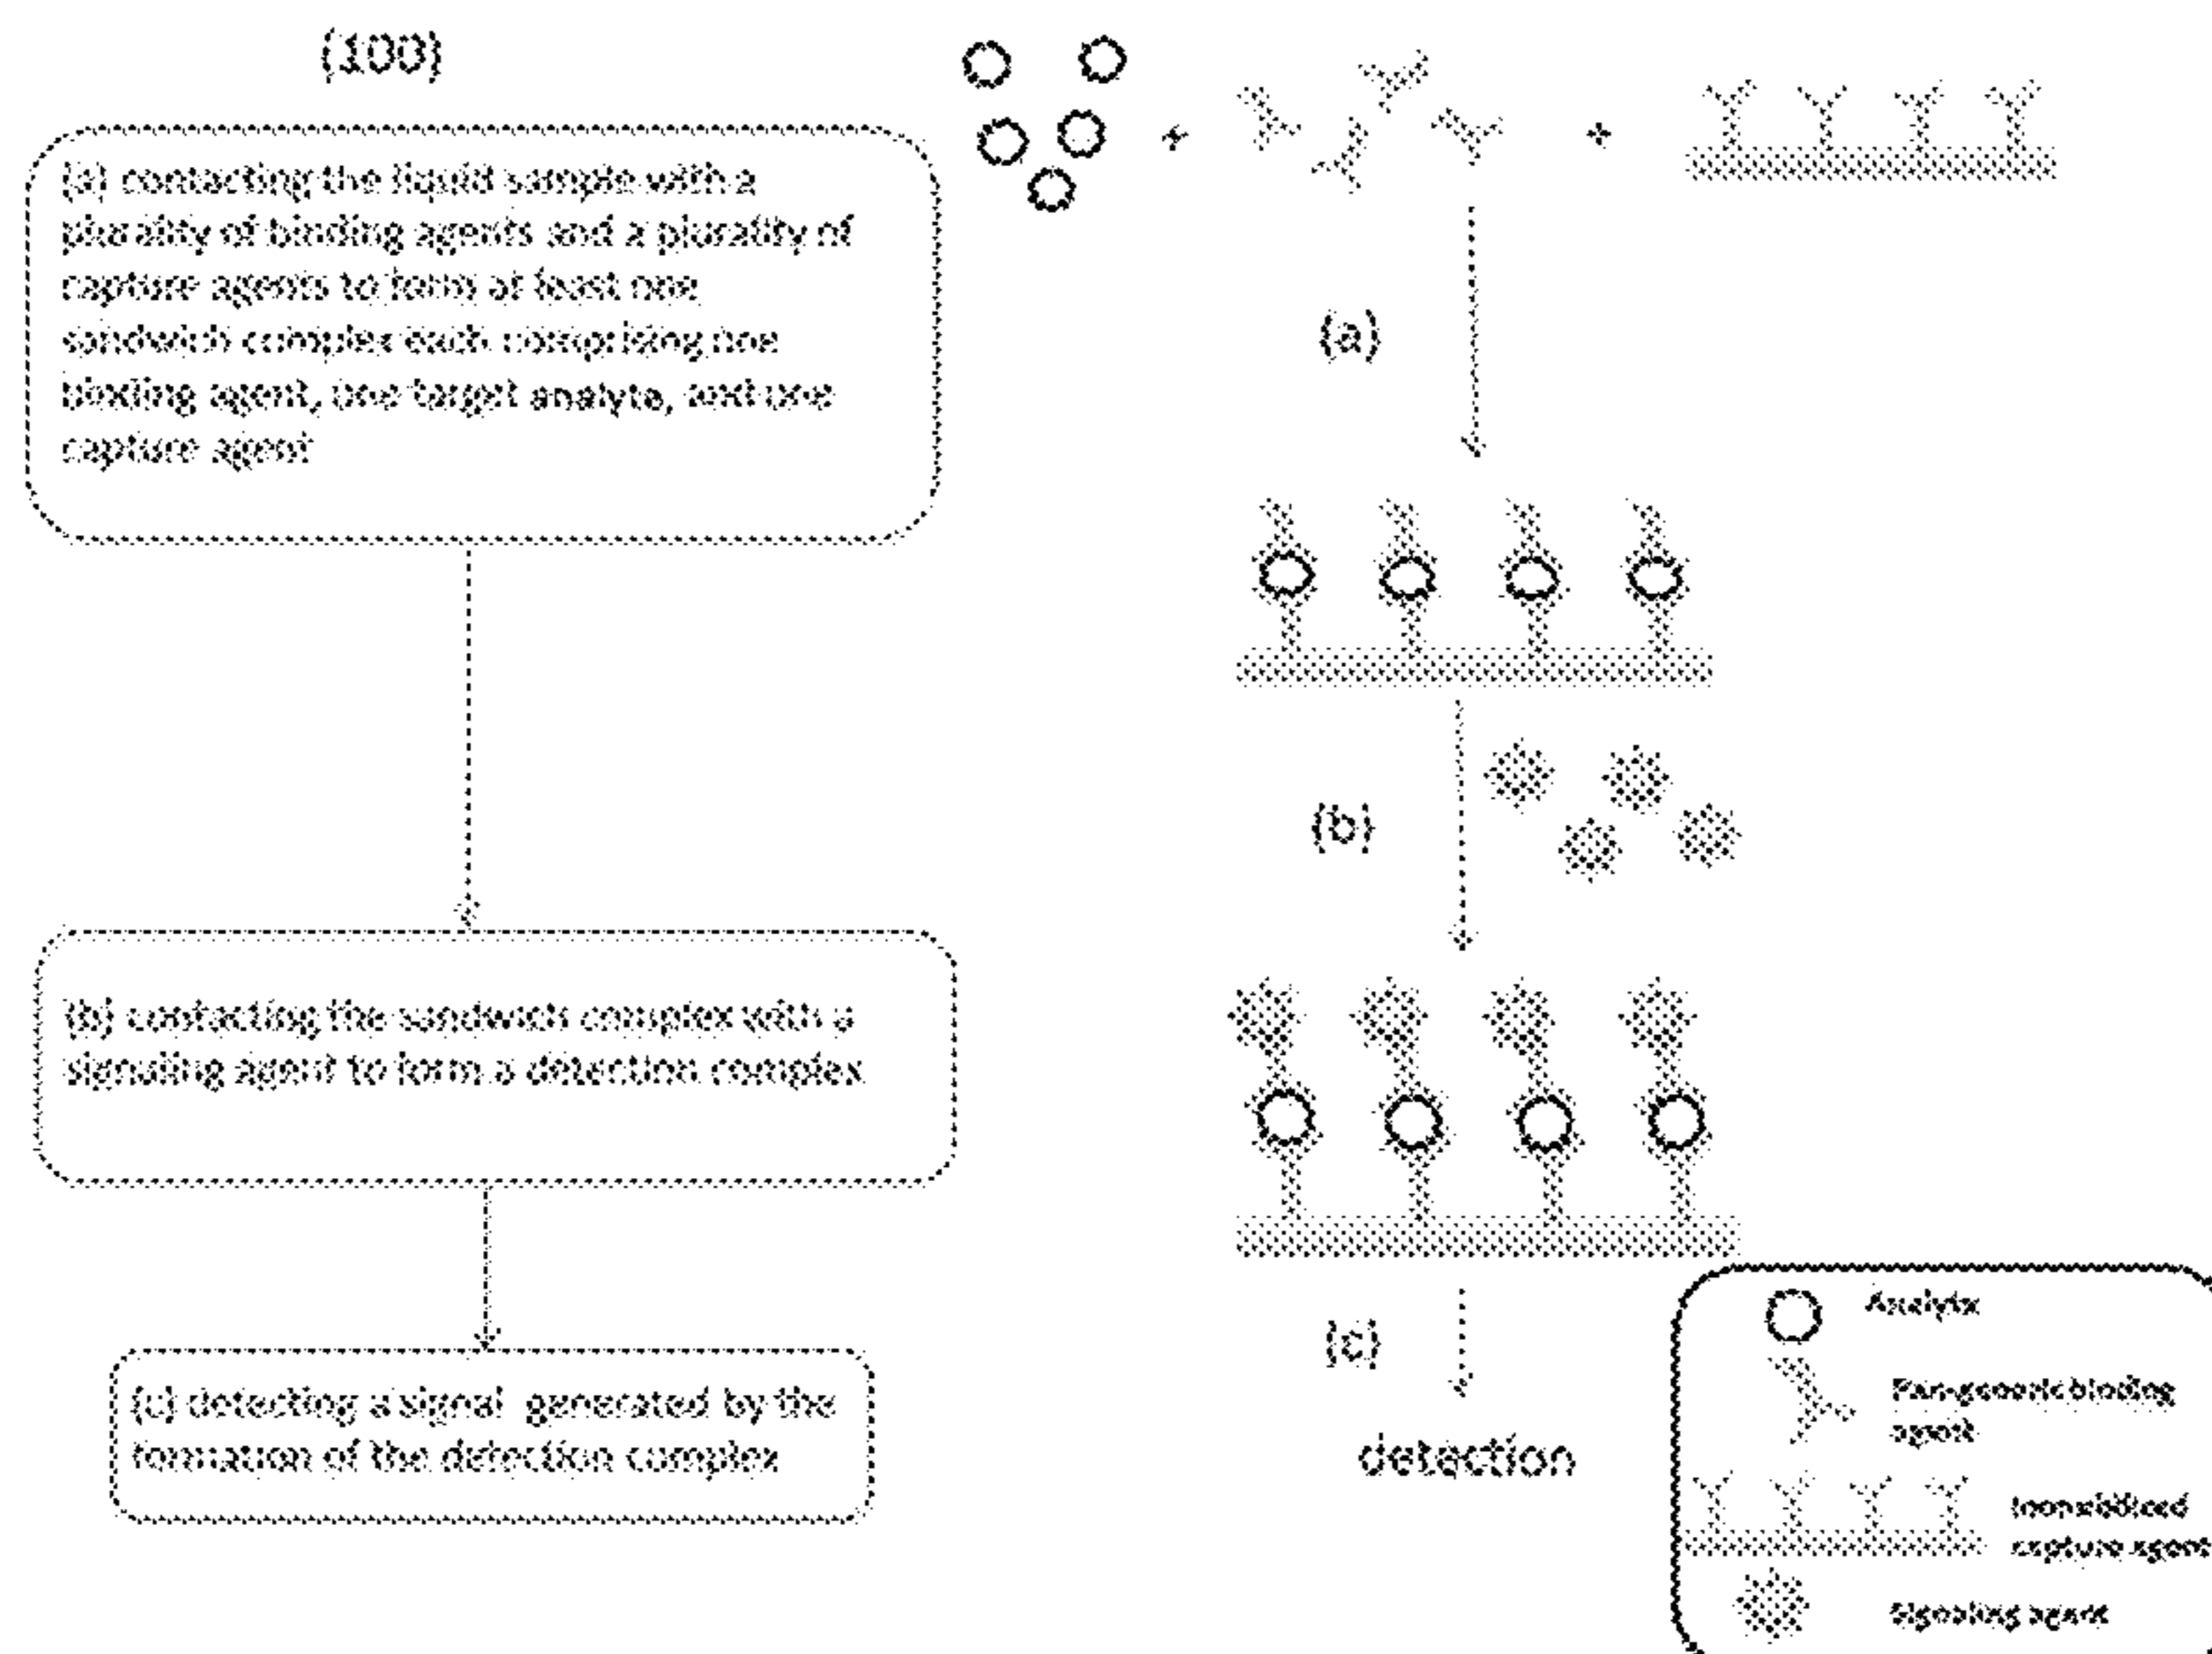 (100)
(a) contacting the liquid sample with a
plurality of binding agents and a plurality of
capture agents to form at least one
sandwich complex each comprising one
binding agent, one target analyte, and one
capture agent
(b) contacting the sandwich complex with a
signaling agent to form a detection complex
(c) detecting a signal generated by the
formation of the detection complex
(a)
(b)
(c)
detection
Analyte
Pan-generic binding
agent
Immobilized
capture agent
Signaling agent